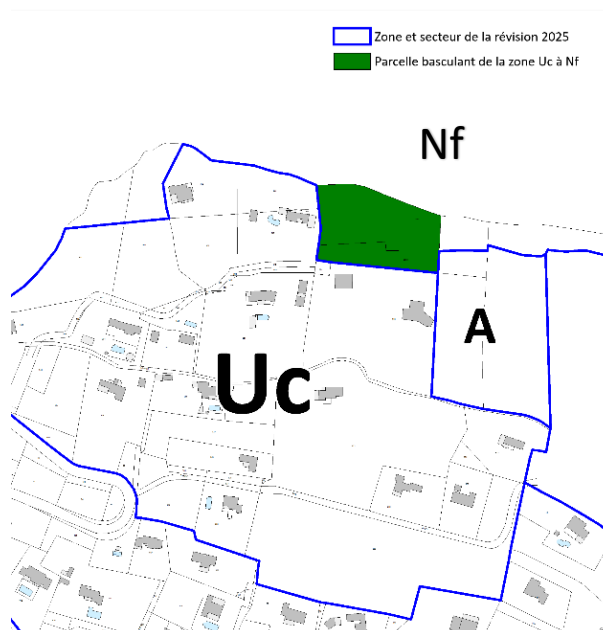 Zone et secteur de la révision 2025
Parcelle basculant de la zone Uc à Nf
Nf
A
Uc